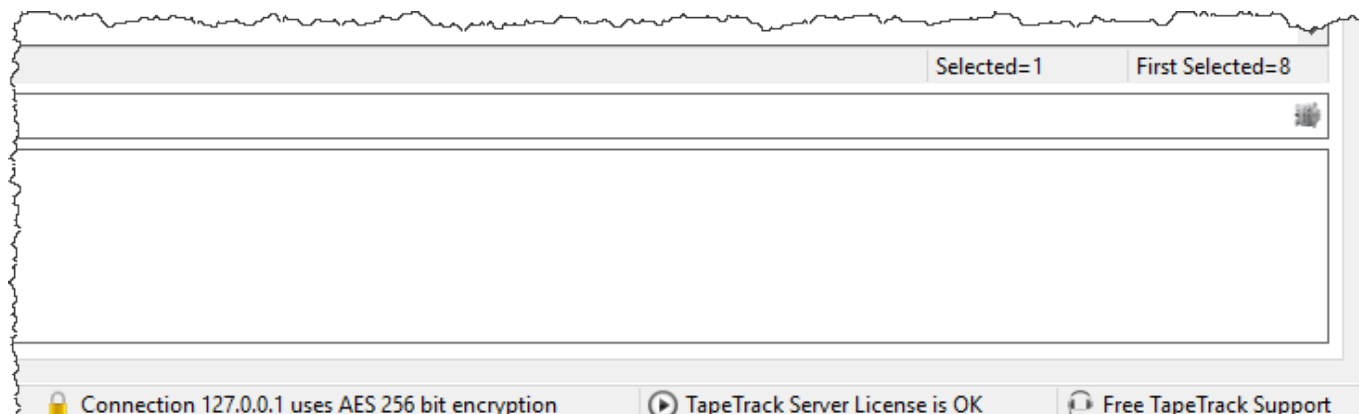 Selected=1 First Selected=8
Connection 127.0.0.1 uses AES 256 bit encryption TapeTrack Server License is OK Free TapeTrack Support